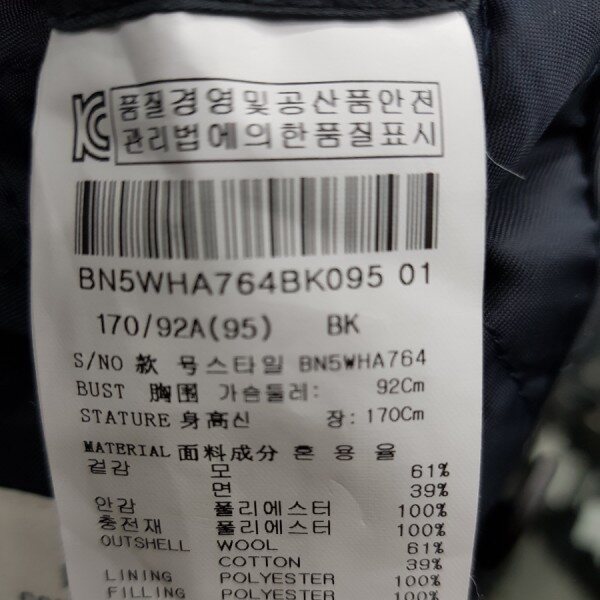 품질경영및공산품안전
관리법에의한품질표시
BN5WHA764BK095 01
170/92A(95) BK
S/NO 款 号스타일 BN5WHA764
BUST 胸围 가슴둘레: 92Cm
STATURE 身高신 장: 170Cm
MATERIAL 面料成分 혼 용 율
겉감 모 61%
면 39%
안감 폴리에스터 100%
충전재 폴리에스터 100%
OUTSHELL WOOL 61%
COTTON 39%
LINING POLYESTER 100%
FILLING POLYESTER 100%